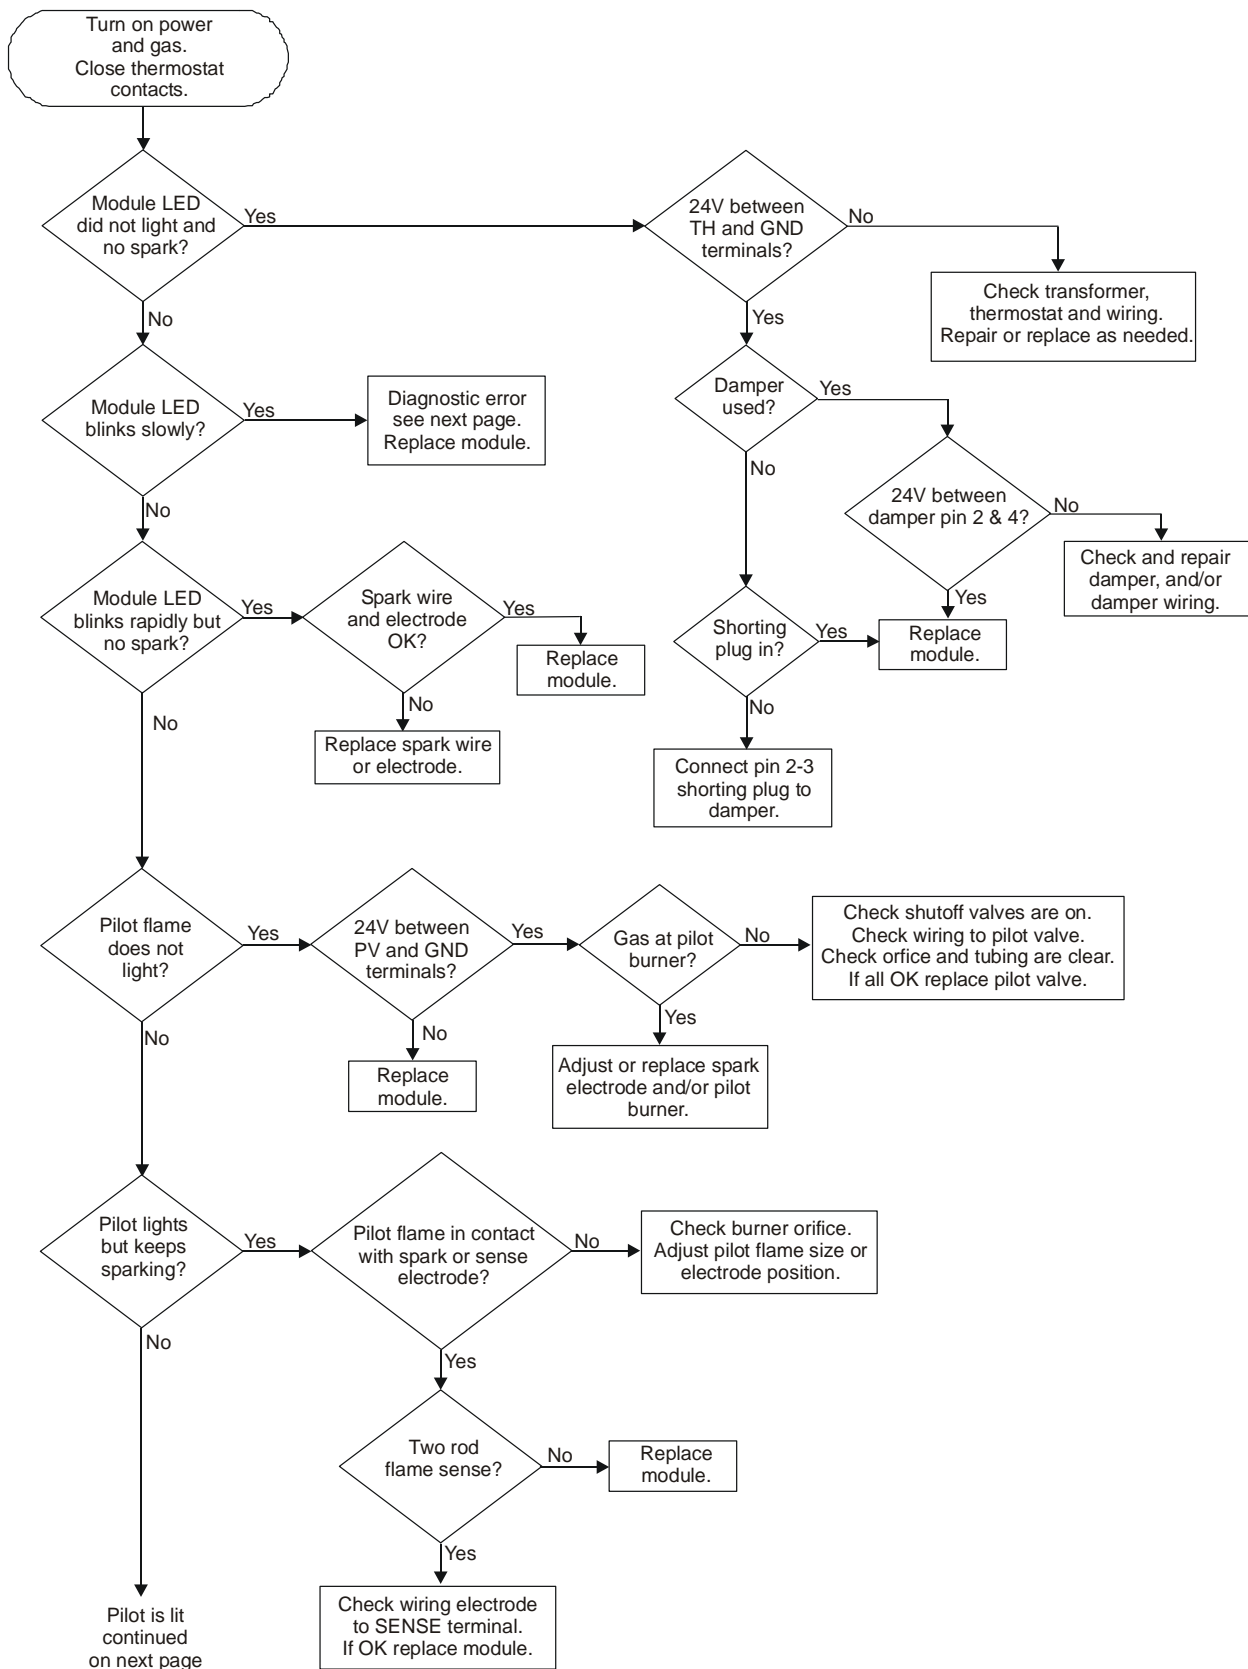 Turn on power
and gas.
Close thermostat
contacts.
Module LED
did not light and
no spark?
Yes
24V between
TH and GND
terminals?
No
Check transformer,
thermostat and wiring.
Repair or replace as needed.
No
Yes
Module LED
blinks slowly?
Yes
Diagnostic error
see next page.
Replace module.
Damper
used?
Yes
No
No
24V between
damper pin 2 & 4?
No
Check and repair
damper, and/or
damper wiring.
Yes
Module LED
blinks rapidly but
no spark?
Yes
Spark wire
and electrode
OK?
Yes
Replace
module.
Shorting
plug in?
Yes
Replace
module.
No
No
No
Replace spark wire
or electrode.
Connect pin 2-3
shorting plug to
damper.
Pilot flame
does not
light?
Yes
24V between
PV and GND
terminals?
Yes
Gas at pilot
burner?
No
Check shutoff valves are on.
Check wiring to pilot valve.
Check orfice and tubing are clear.
If all OK replace pilot valve.
No
No
Yes
Replace
module.
Adjust or replace spark
electrode and/or pilot
burner.
Pilot lights
but keeps
sparking?
Yes
Pilot flame in contact
with spark or sense
electrode?
No
Check burner orifice.
Adjust pilot flame size or
electrode position.
No
Yes
Two rod
flame sense?
No
Replace
module.
Yes
Check wiring electrode
to SENSE terminal.
If OK replace module.
Pilot is lit
continued
on next page